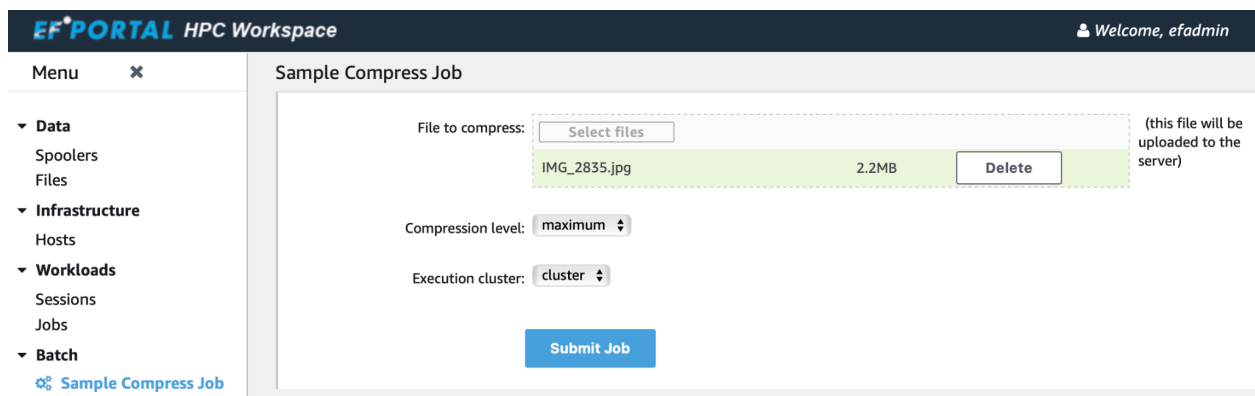 EF PORTAL HPC Workspace
Welcome, efadmin
Menu
Data
Spoolers
Files
Infrastructure
Hosts
Workloads
Sessions
Jobs
Batch
Sample Compress Job
Sample Compress Job
File to compress:
Select files
(this file will be
uploaded to the
server)
IMG_2835.jpg 2.2MB Delete
Compression level: maximum
Execution cluster: cluster
Submit Job